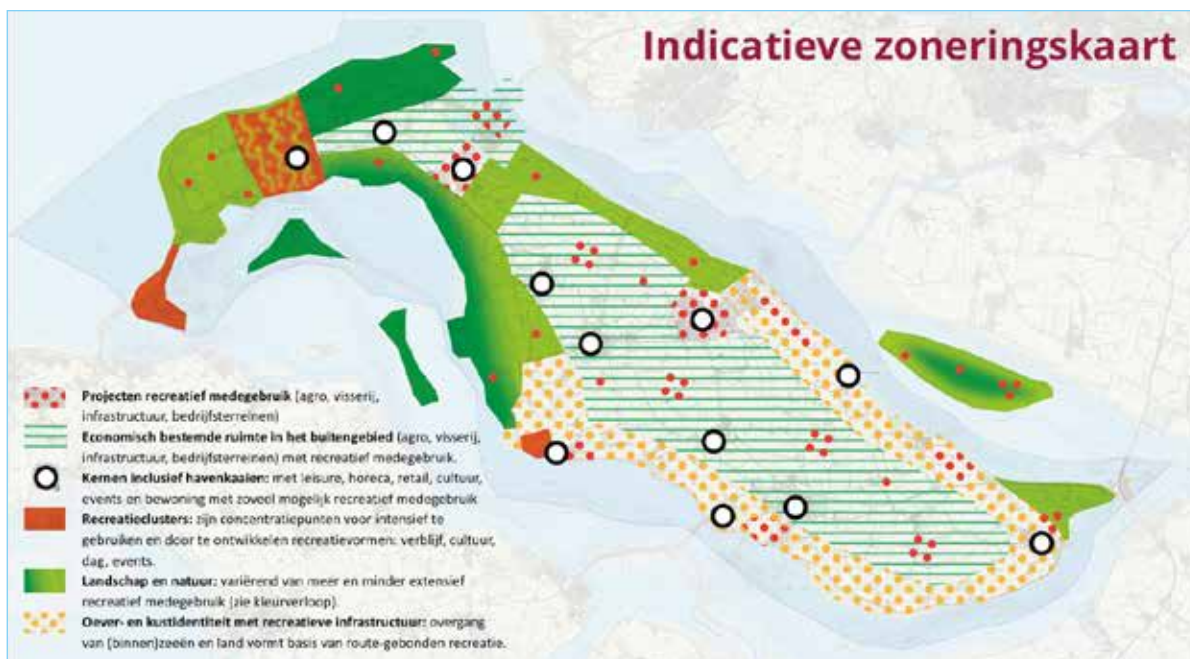 Indicatieve zoneringskaart
Projecten recreatief medegebruik (agro, visserij,
infrastructuur, bedrijfsterreinen)
Economisch bestemde ruimte in het buitengebied (agro, visserij,
infrastructuur, bedrijfsterreinen) met recreatief medegebruik.
Kernen inclusief havenkaaien: met leisure, horeca, retail, cultuur,
events en bewoning met zoveel mogelijk recreatief medegebruik
Recreatieclusters: zijn concentratiepunten voor intensief te
gebruiken en door te ontwikkelen recreatievormen: verblijf, cultuur,
dag, events.
Landschap en natuur: variërend van meer en minder extensief
recreatief medegebruik (zie kleurverloop).
Oever- en kustidentiteit met recreatieve infrastructuur: overgang
van (binnen)zeeën en land vormt basis van route-gebonden recreatie.